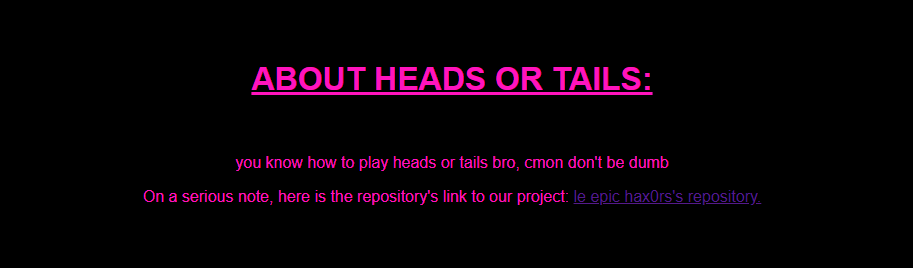 ABOUT HEADS OR TAILS:
you know how to play heads or tails bro, cmon don't be dumb
On a serious note, here is the repository's link to our project: le epic hax0rs's repository.